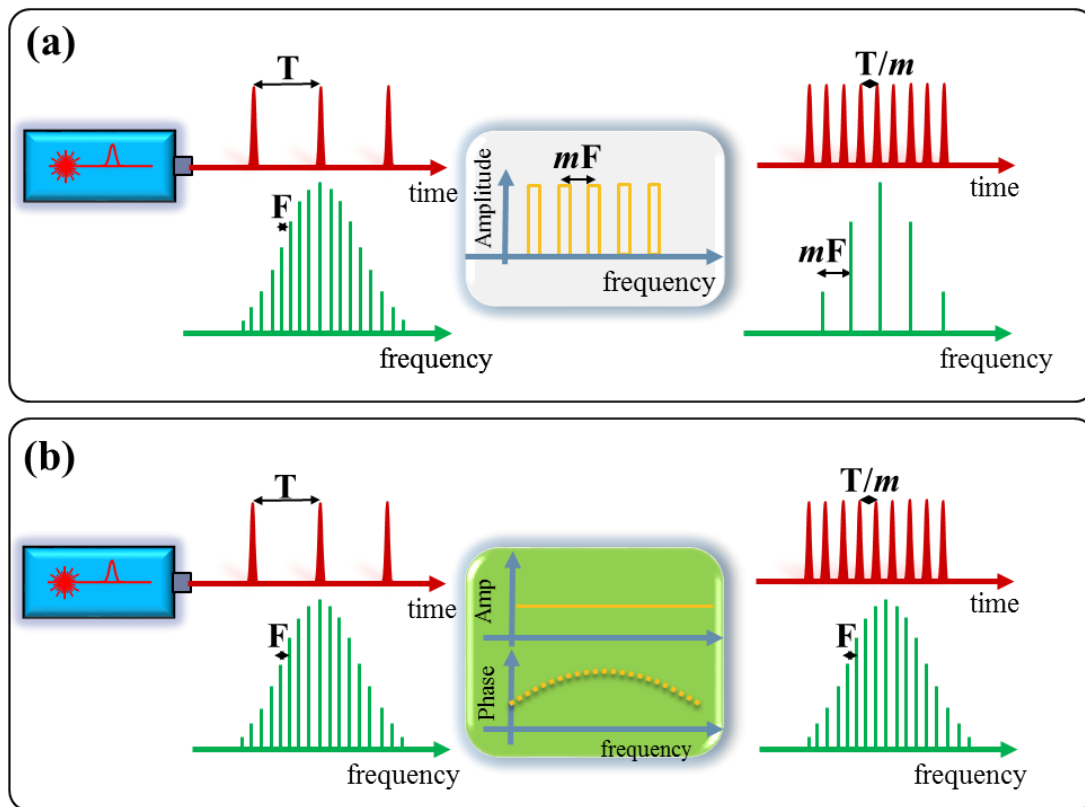 (a)
T
T/m
time
F
mF
Amplitude
frequency
time
mF
frequency
frequency
(b)
T
T/m
time
F
Amp
Phase
frequency
time
F
frequency
frequency